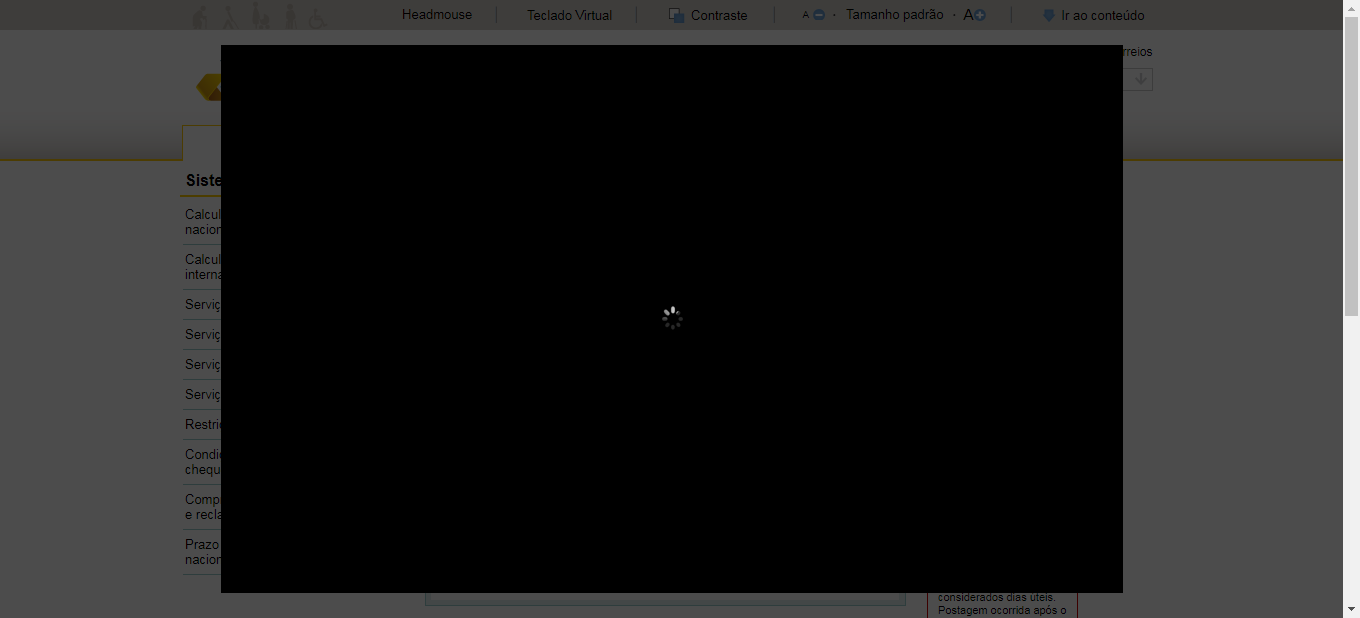 Headmouse
Teclado Virtual
Contraste
A · Tamanho padrão · A
Ir ao conteúdo
rreios
Siste
Calcul
nacion
Calcul
interna
Serviç
Serviç
Serviç
Serviç
Restri
Condi
chequ
Comp
e recla
Prazo
nacion
considerados dias úteis.
Postagem ocorrida após o